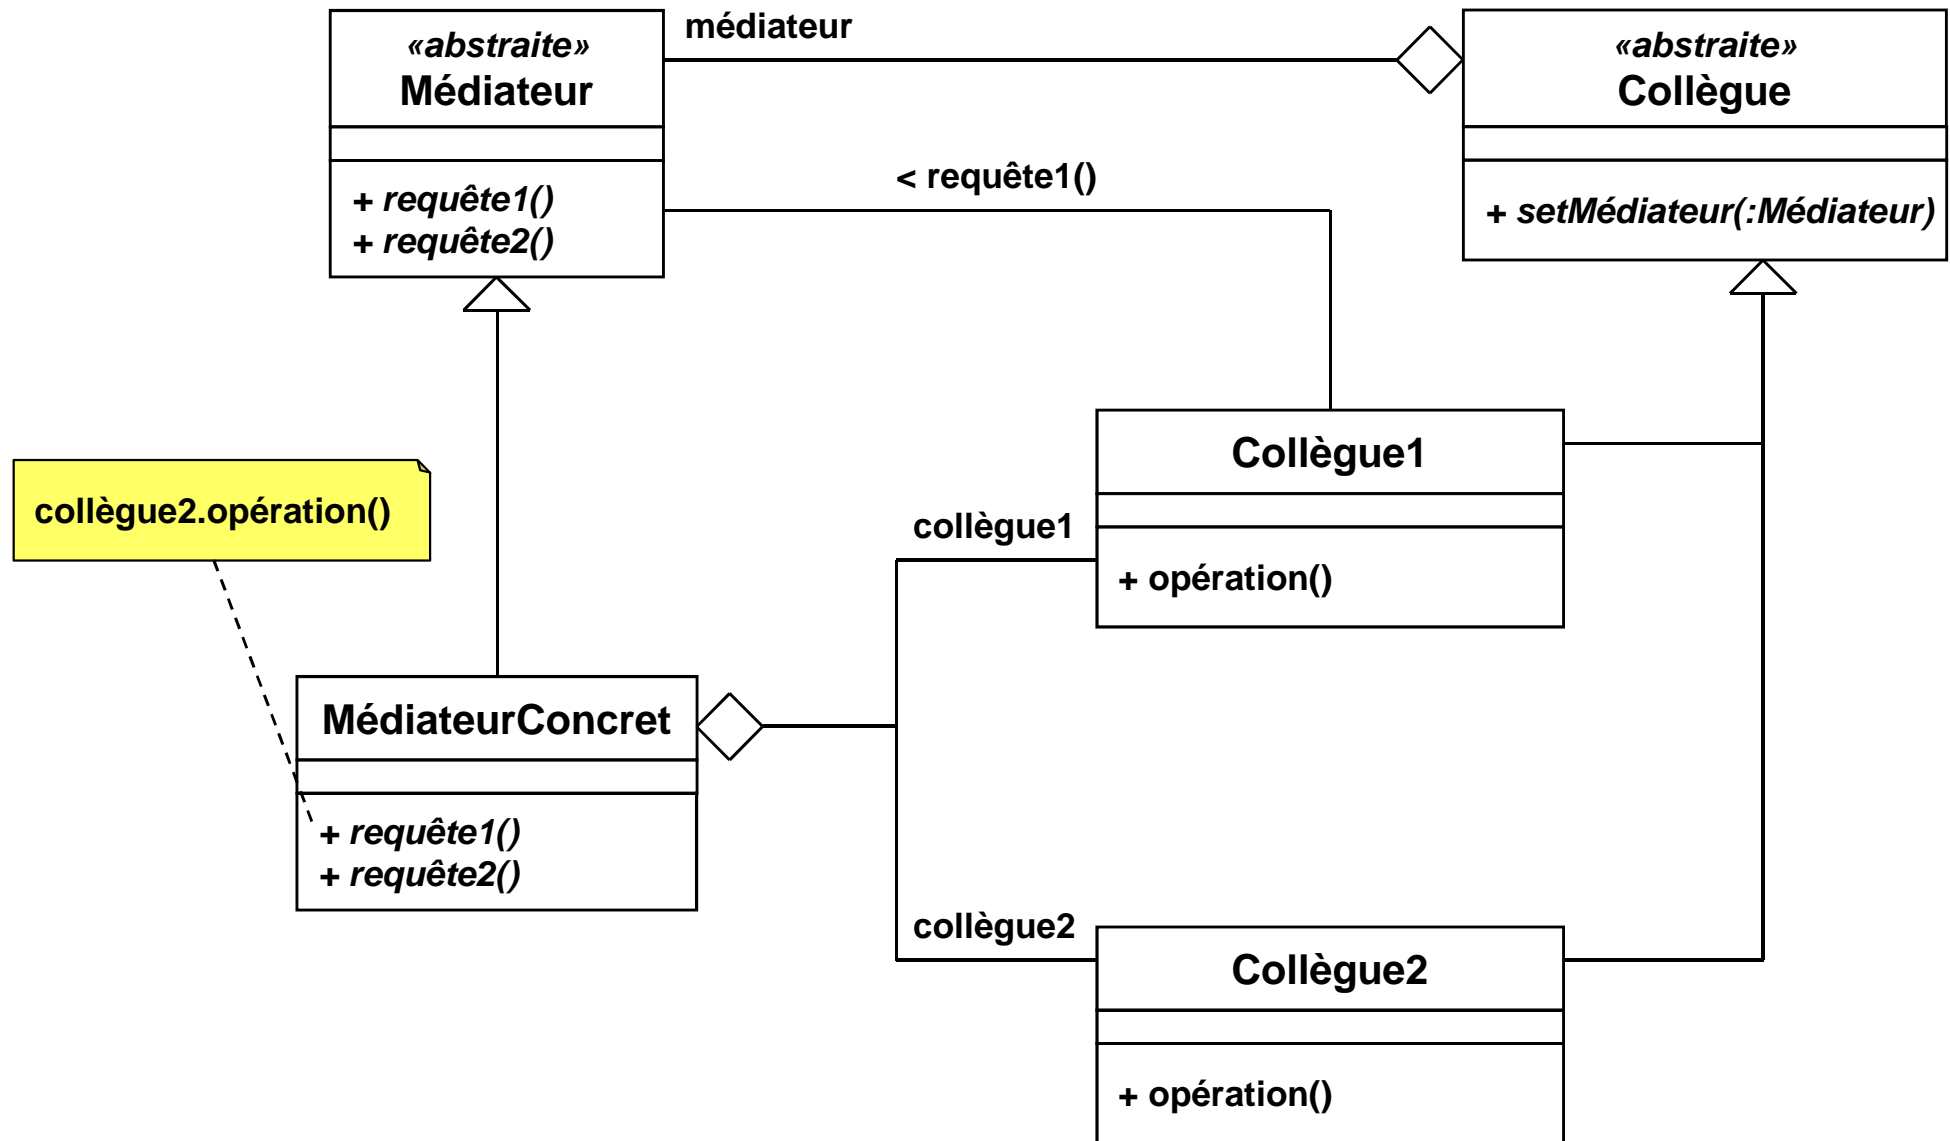 «abstraite»
Médiateur
+ requête1()
+ requête2()
médiateur
«abstraite»
Collègue
+ setMédiateur(:Médiateur)
< requête1()
collègue2.opération()
Collègue1
+ opération()
collègue1
MédiateurConcret
+ requête1()
+ requête2()
collègue2
Collègue2
+ opération()